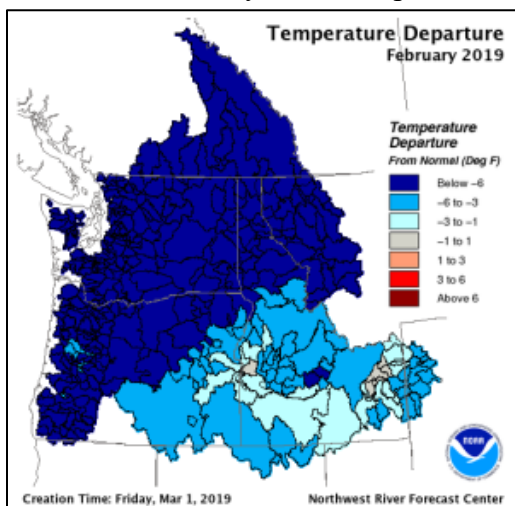 Temperature Departure
February 2019
Temperature
Departure
From Normal (Deg F)
Below -6
-6 to -3
-3 to -1
-1 to 1
1 to 3
3 to 6
Above 6
NOAA
Creation Time: Friday, Mar 1, 2019
Northwest River Forecast Center